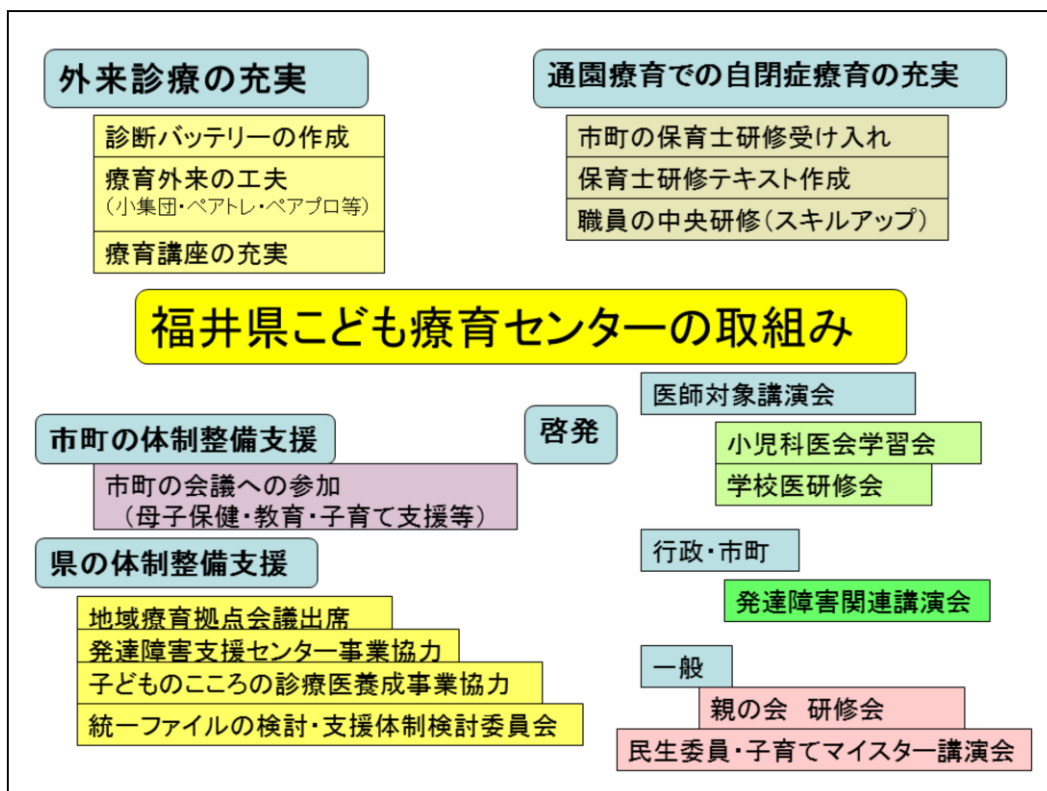 外来診療の充実
診断バッテリーの作成
療育外来の工夫
（小集団・ペアトレ・ペアプロ等）
療育講座の充実
通園療育での自閉症療育の充実
市町の保育士研修受け入れ
保育士研修テキスト作成
職員の中央研修（スキルアップ）
福井県こども療育センターの取組み
市町の体制整備支援
市町の会議への参加
（母子保健・教育・子育て支援等）
県の体制整備支援
地域療育拠点会議出席
発達障害支援センター事業協力
子どものこころの診療医養成事業協力
統一ファイルの検討・支援体制検討委員会
啓発
医師対象講演会
小児科医会学習会
学校医研修会
行政・市町
発達障害関連講演会
一般
親の会　研修会
民生委員・子育てマイスター講演会